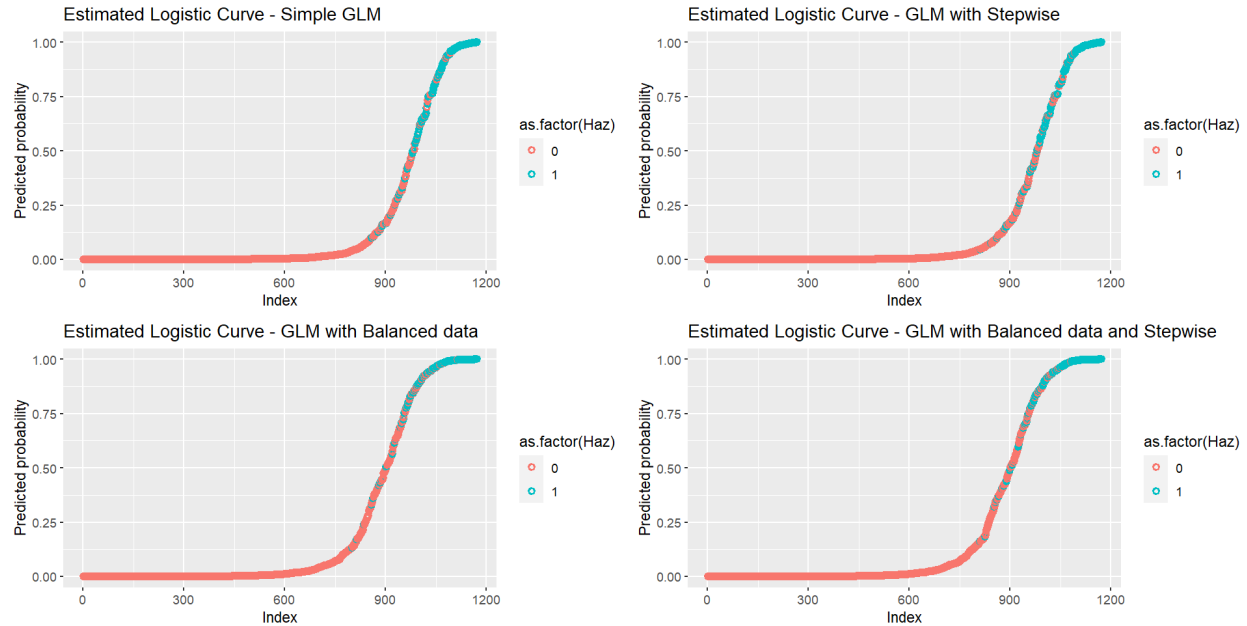 Estimated Logistic Curve - Simple GLM
1.00
0.75
0.50
0.25
0.00
Predicted probability
0 300 600 900 1200
Index
as.factor(Haz)
0
1
Estimated Logistic Curve - GLM with Stepwise
1.00
0.75
0.50
0.25
0.00
Predicted probability
0 300 600 900 1200
Index
as.factor(Haz)
0
1
Estimated Logistic Curve - GLM with Balanced data
1.00
0.75
0.50
0.25
0.00
Predicted probability
0 300 600 900 1200
Index
as.factor(Haz)
0
1
Estimated Logistic Curve - GLM with Balanced data and Stepwise
1.00
0.75
0.50
0.25
0.00
Predicted probability
0 300 600 900 1200
Index
as.factor(Haz)
0
1